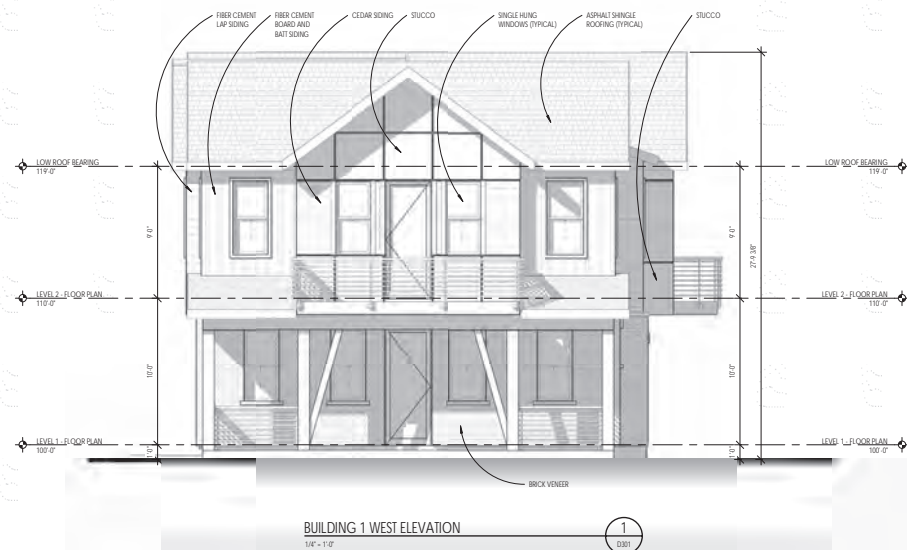 FIBER CEMENT
LAP SIDING
FIBER CEMENT
BOARD AND
BATT SIDING
CEDAR SIDING
STUCCO
SINGLE HUNG
WINDOWS (TYPICAL)
ASPHALT SHINGLE
ROOFING (TYPICAL)
STUCCO
LOW ROOF BEARING
119'-0"
LOW ROOF BEARING
119'-0"
9'-0"
9'-0"
27'-9 3/8"
LEVEL 2 - FLOOR PLAN
110'-0"
LEVEL 2 - FLOOR PLAN
110'-0"
10'-0"
10'-0"
LEVEL 1 - FLOOR PLAN
100'-0"
LEVEL 1 - FLOOR PLAN
100'-0"
1'-0"
1'-0"
BRICK VENEER
BUILDING 1 WEST ELEVATION
1/4" = 1'-0"
1
D301